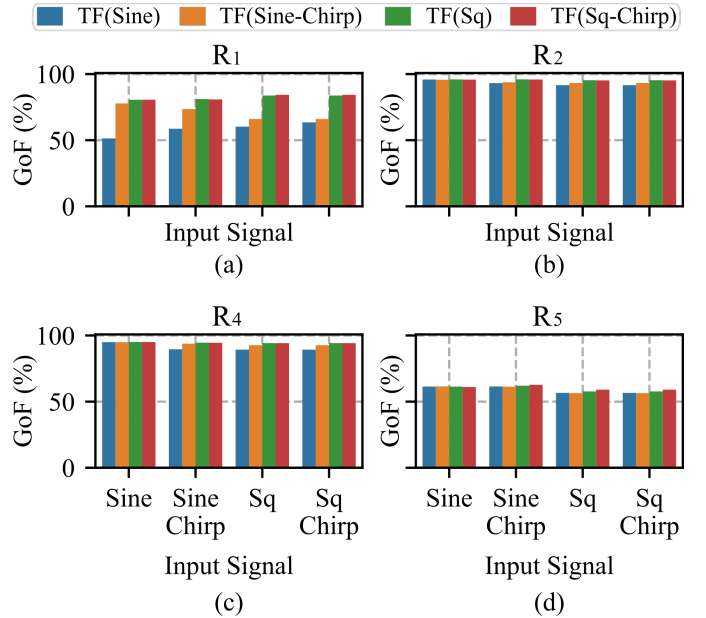 TF(Sine) TF(Sine-Chirp) TF(Sq) TF(Sq-Chirp)
R1 R2
100 100
GoF (%) 50 GoF (%) 50
0 0
Input Signal Input Signal
(a) (b)
R4 R5
100 100
GoF (%) 50 GoF (%) 50
0 0
Sine Sine Sq Sq Sine Sine Sq Sq
Chirp Chirp Chirp Chirp
Input Signal Input Signal
(c) (d)